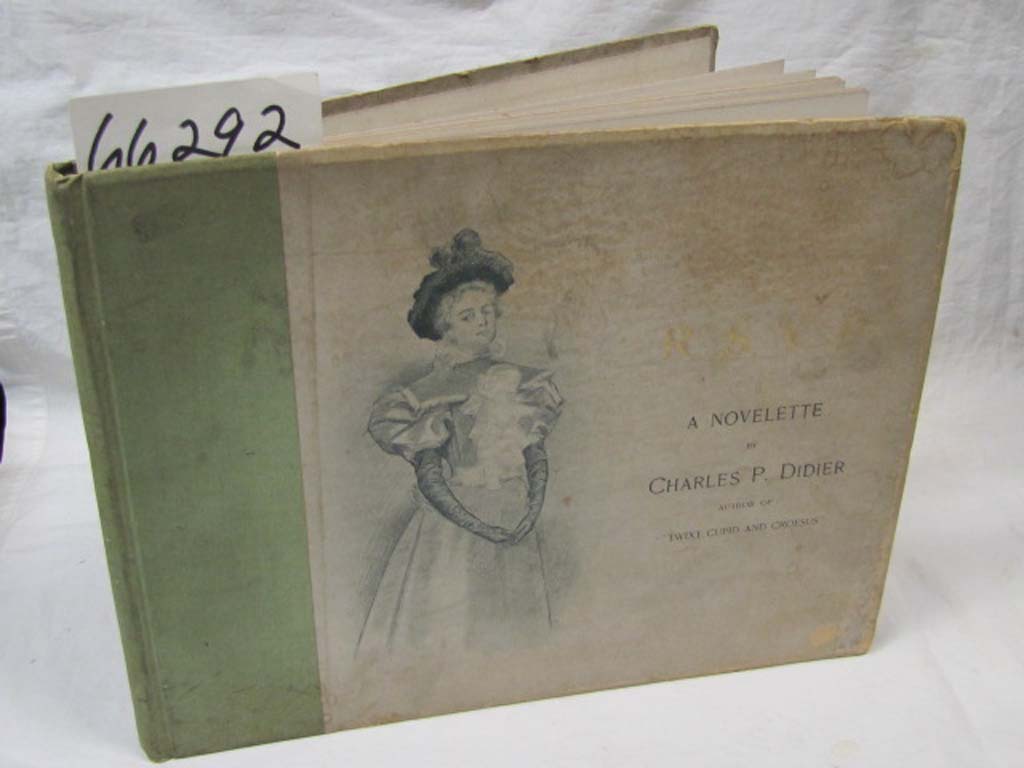 66292
R S V P
A NOVELETTE
BY
CHARLES P. DIDIER
AUTHOR OF
"TWIXT CUPID AND CROESUS"